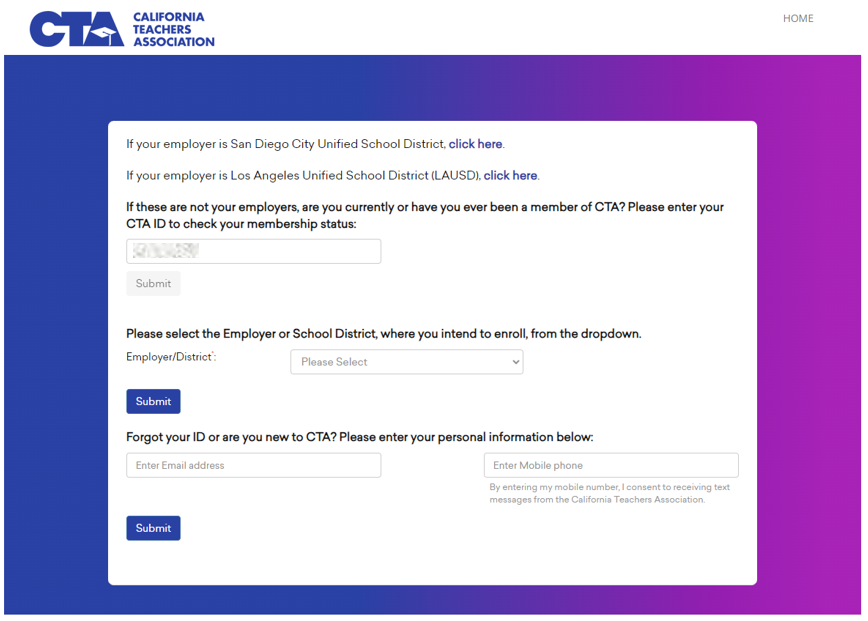 CTA
CALIFORNIA
TEACHERS
ASSOCIATION
HOME
If your employer is San Diego City Unified School District, click here.
If your employer is Los Angeles Unified School District (LAUSD), click here.
If these are not your employers, are you currently or have you ever been a member of CTA? Please enter your
CTA ID to check your membership status:
Submit
Please select the Employer or School District, where you intend to enroll, from the dropdown.
Employer/District*:
Please Select
Submit
Forgot your ID or are you new to CTA? Please enter your personal information below:
Enter Email address
Enter Mobile phone
By entering my mobile number, I consent to receiving text
messages from the California Teachers Association.
Submit